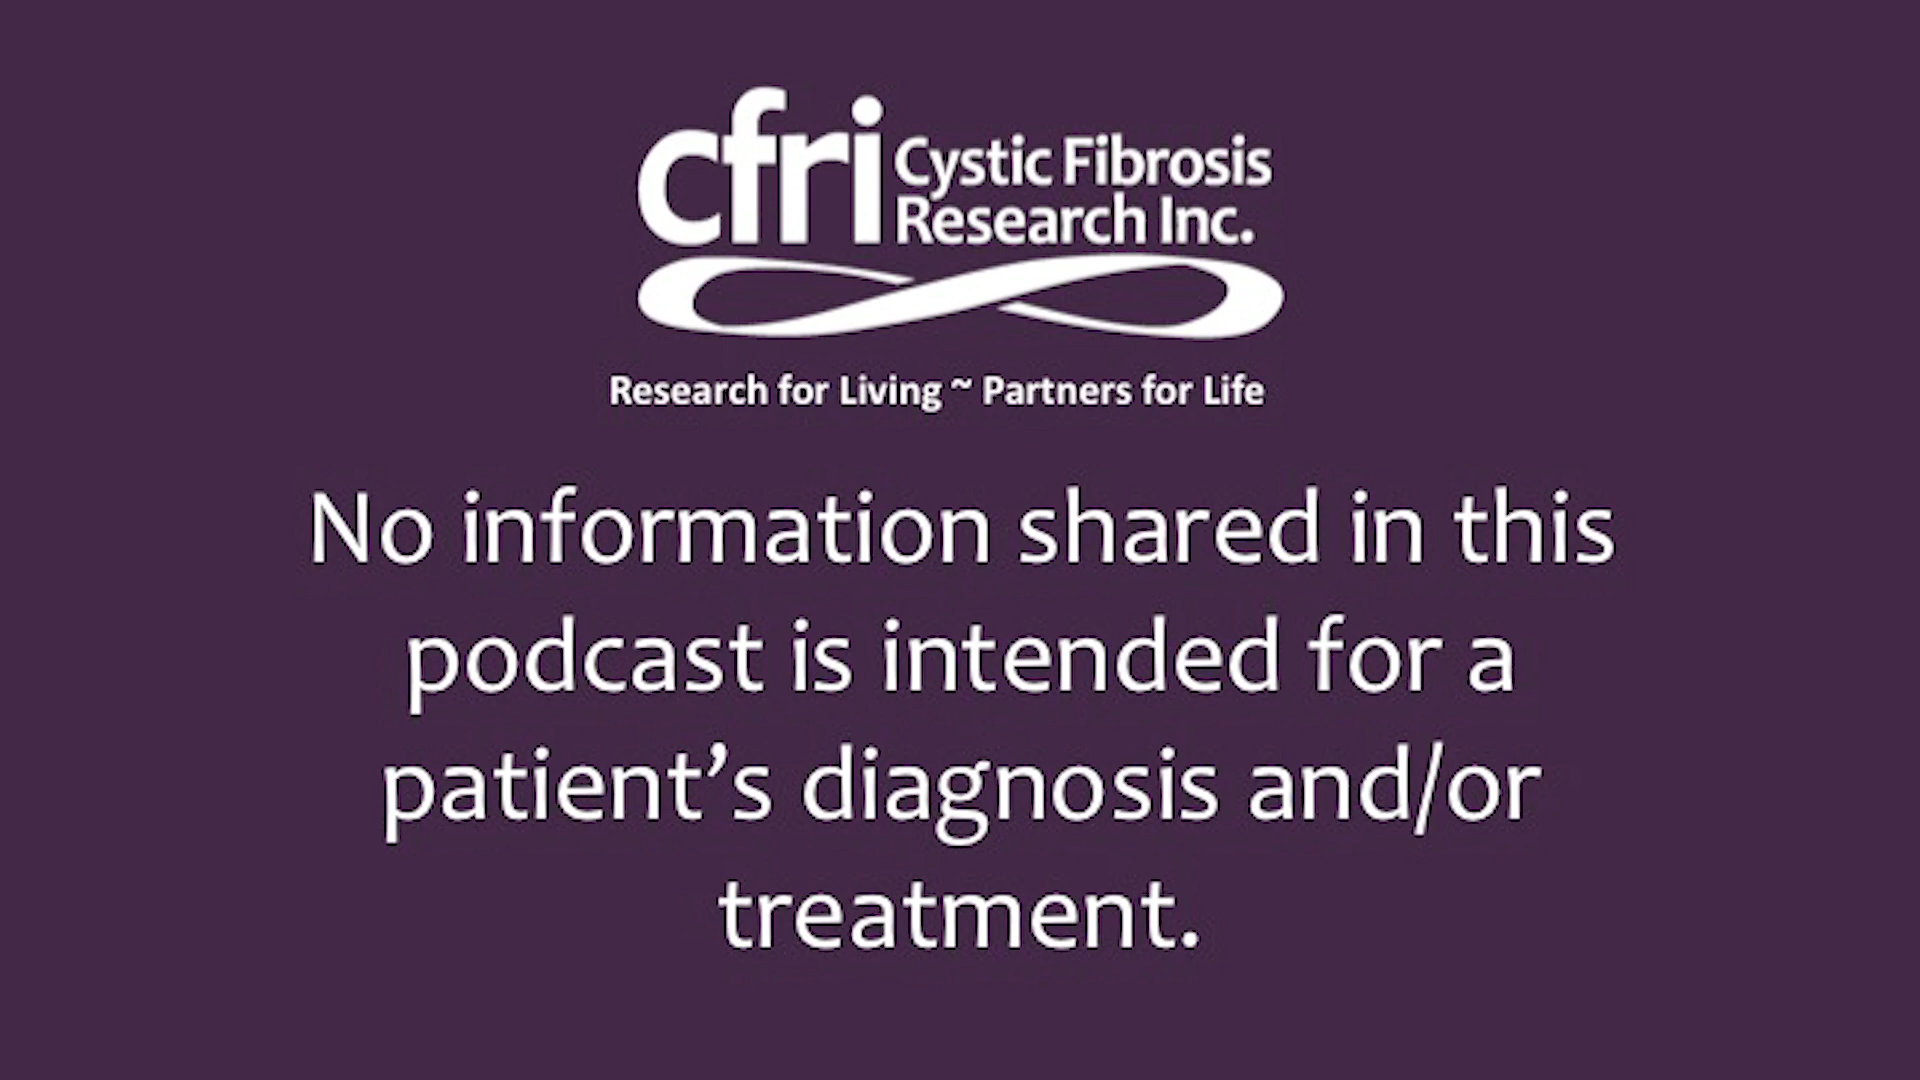 cfri Cystic Fibrosis
Research Inc.
Research for Living ~ Partners for Life
No information shared in this
podcast is intended for a
patient’s diagnosis and/or
treatment.